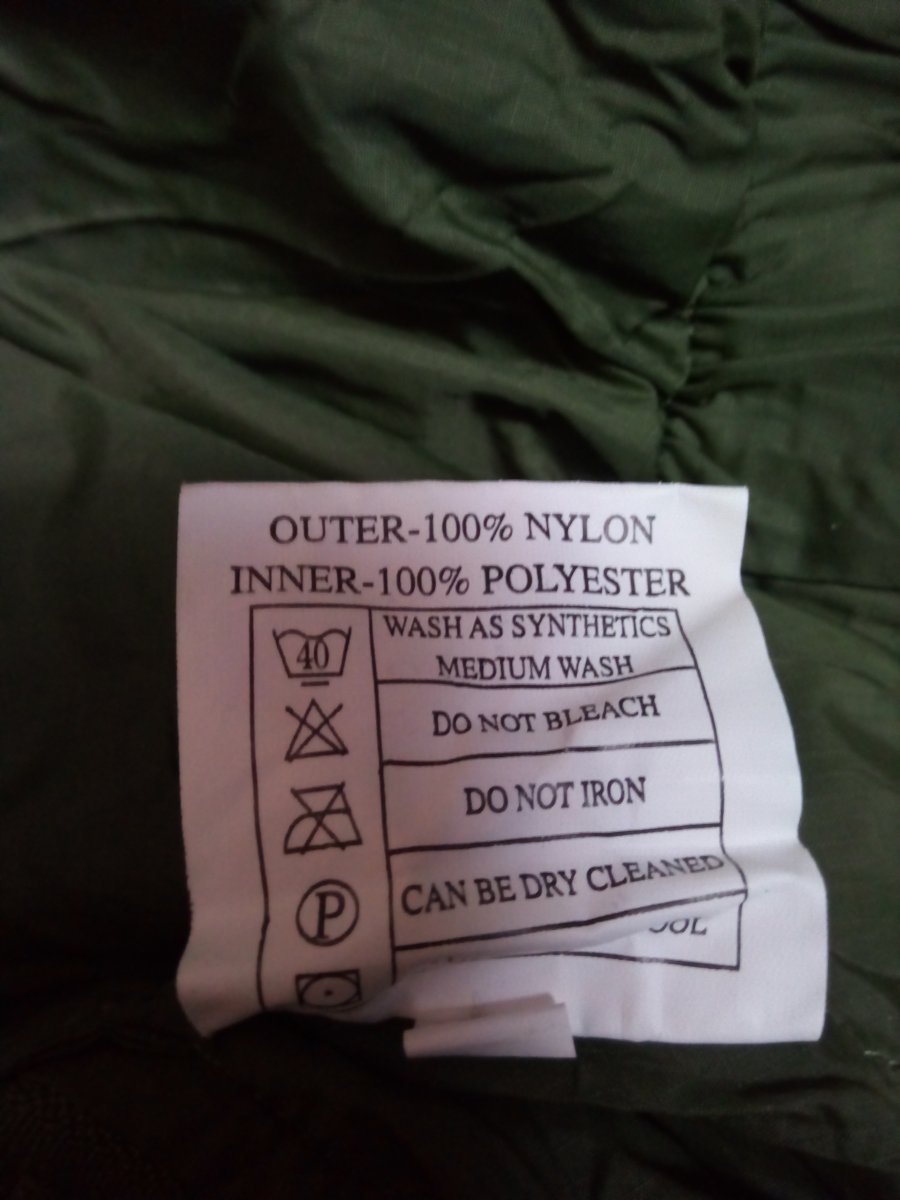 OUTER-100% NYLON
INNER-100% POLYESTER
40
WASH AS SYNTHETICS
MEDIUM WASH
DO NOT BLEACH
DO NOT IRON
P
CAN BE DRY CLEANED